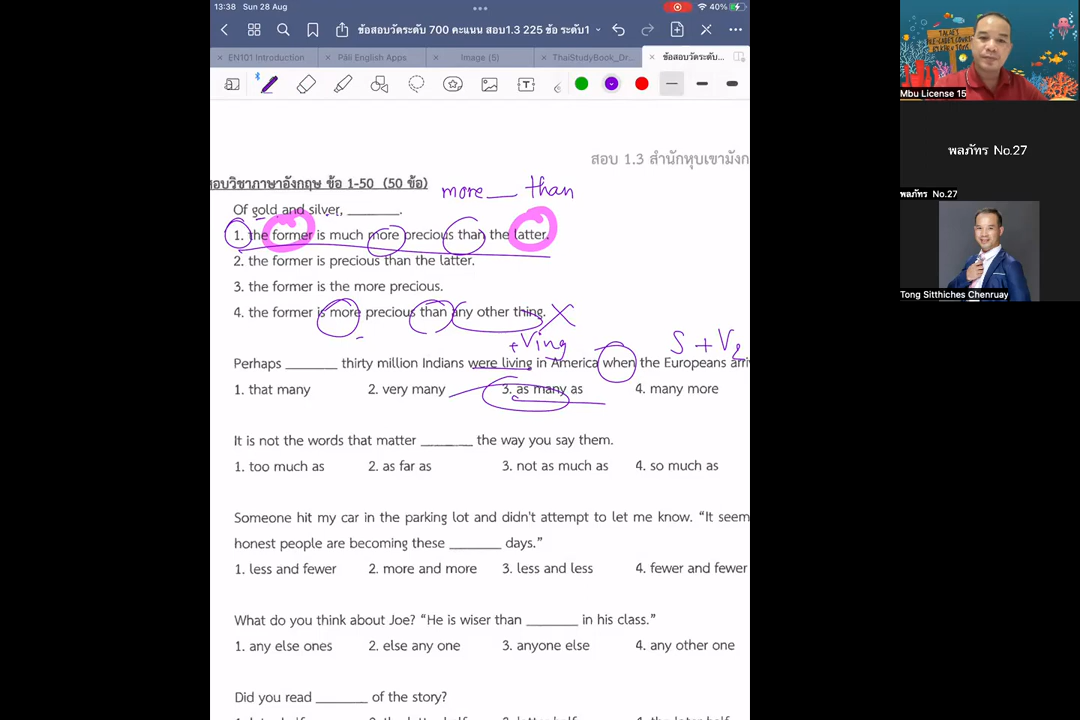 13:38 Sun 28 Aug
40%
ข้อสอบวัดระดับ 700 คะแนน สอบ1.3 225 ข้อ ระดับ1
EN101 Introduction
Pāli English Apps
Image (5)
ThaiStudyBook_Or...
ข้อสอบวัดระดับ...
สอบ 1.3 สำนักหุบเขามังก
สอบวิชาภาษาอังกฤษ ข้อ 1-50 (50 ข้อ)
more __ than
Of gold and silver, _______.
1. the former is much more precious than the latter.
2. the former is precious than the latter.
3. the former is the more precious.
4. the former is more precious than any other thing.
+Ving
S + V2
Perhaps _______ thirty million Indians were living in America when the Europeans arri
1. that many 2. very many 3. as many as 4. many more
It is not the words that matter _______ the way you say them.
1. too much as 2. as far as 3. not as much as 4. so much as
Someone hit my car in the parking lot and didn't attempt to let me know. “It seem
honest people are becoming these _______ days.”
1. less and fewer 2. more and more 3. less and less 4. fewer and fewer
What do you think about Joe? “He is wiser than _______ in his class.”
1. any else ones 2. else any one 3. anyone else 4. any other one
Did you read _______ of the story?
Mbu License 15
พลภัทร No.27
พลภัทร No.27
Tong Sitthiches Chenruay